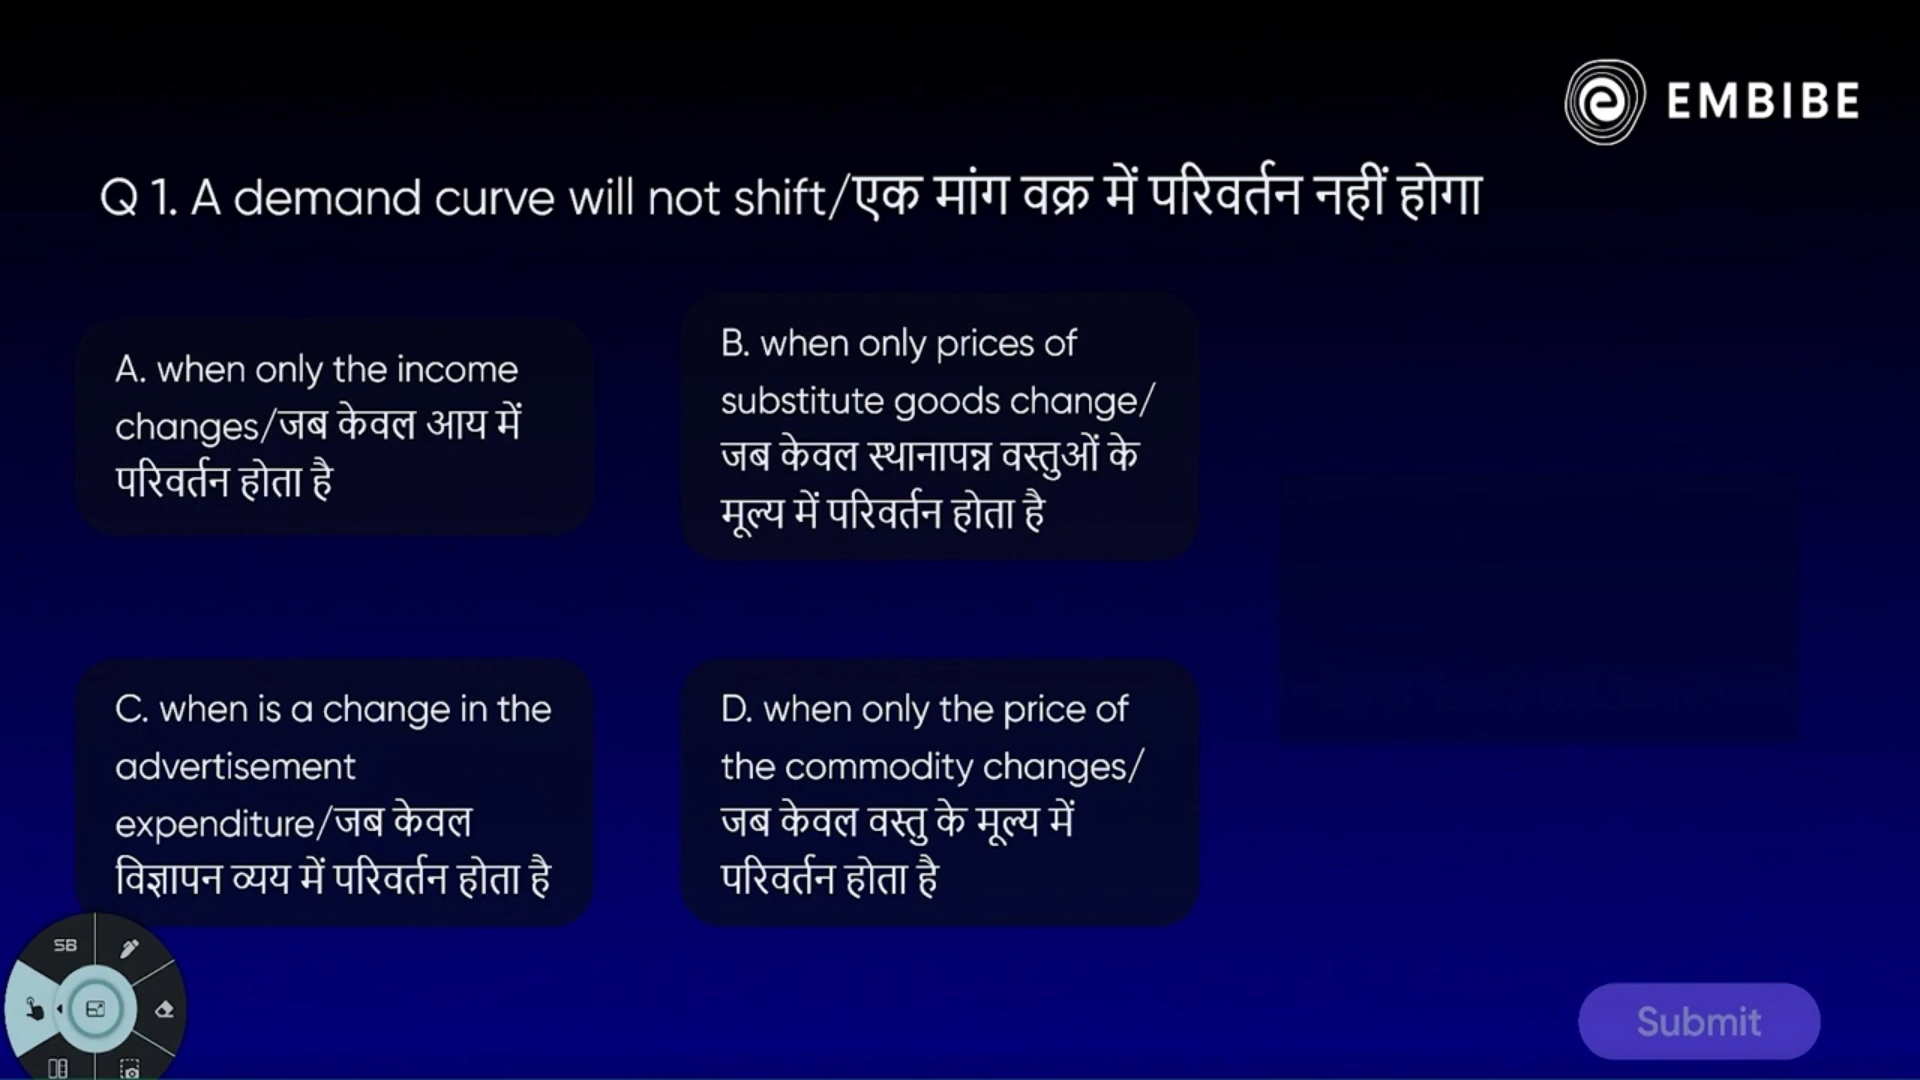 EMBIBE
Q 1. A demand curve will not shift/एक मांग वक्र में परिवर्तन नहीं होगा
A. when only the income
changes/जब केवल आय में
परिवर्तन होता है
B. when only prices of
substitute goods change/
जब केवल स्थानापन्न वस्तुओं के
मूल्य में परिवर्तन होता है
C. when is a change in the
advertisement
expenditure/जब केवल
विज्ञापन व्यय में परिवर्तन होता है
D. when only the price of
the commodity changes/
जब केवल वस्तु के मूल्य में
परिवर्तन होता है
SB
Submit